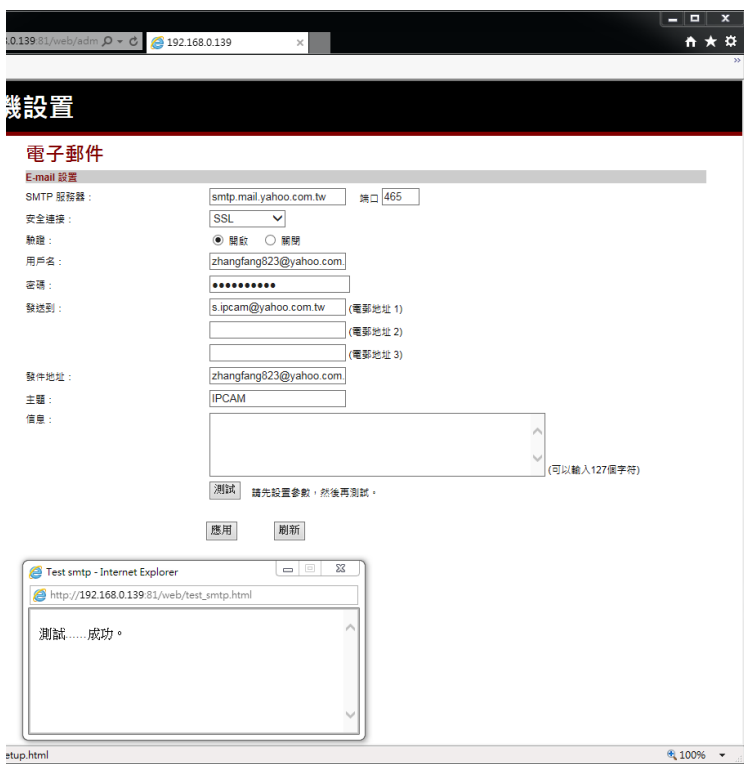 .0.139:81/web/adm
192.168.0.139
機設置
電子郵件
E-mail 設置
SMTP 服務器： smtp.mail.yahoo.com.tw 端口 465
安全連接： SSL
驗證： 開啟 關閉
用戶名： zhangfang823@yahoo.com.
密碼： ●●●●●●●●●●
發送到： s.ipcam@yahoo.com.tw (電郵地址 1)
(電郵地址 2)
(電郵地址 3)
發件地址： zhangfang823@yahoo.com.
主題： IPCAM
信息：
(可以輸入127個字符)
測試 請先設置參數，然後再測試。
應用 刷新
Test smtp - Internet Explorer
http://192.168.0.139:81/web/test_smtp.html
測試......成功。
etup.html 100%